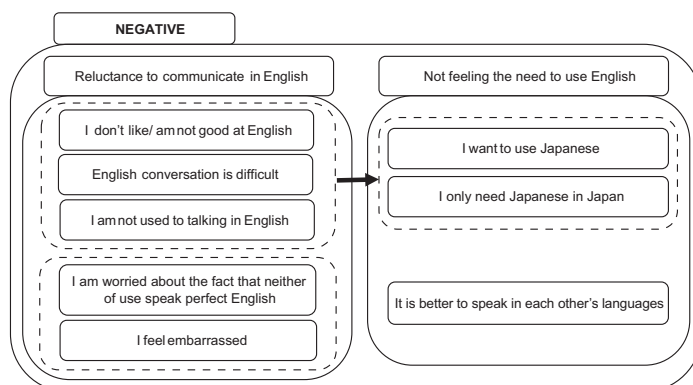 NEGATIVE
Reluctance to communicate in English
I don't like/ am not good at English
English conversation is difficult
I am not used to talking in English
I am worried about the fact that neither
of use speak perfect English
I feel embarrassed
Not feeling the need to use English
I want to use Japanese
I only need Japanese in Japan
It is better to speak in each other's languages